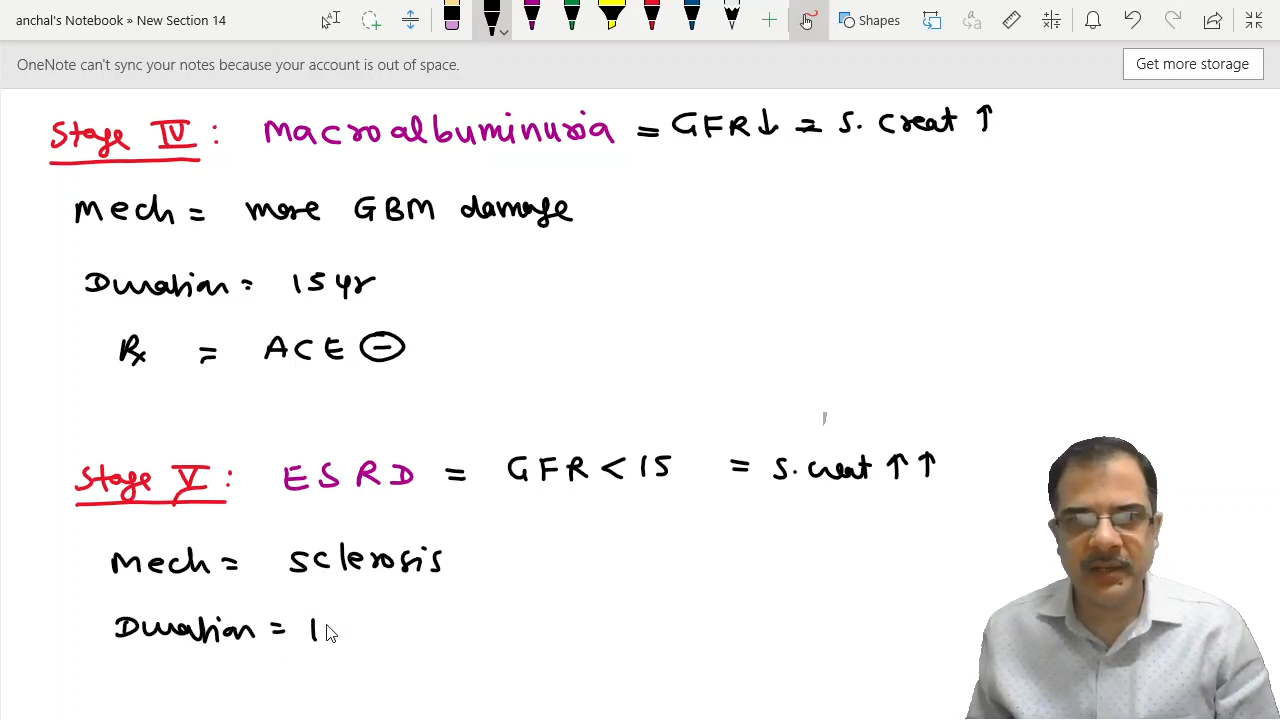 anchal's Notebook » New Section 14
Shapes
OneNote can't sync your notes because your account is out of space.
Get more storage
Stage IV : Macroalbuminuria = GFR↓ = S. Creat ↑
Mech = more GBM damage
Duration = 15 yr
Rx = ACE ⊖
Stage V : ESRD = GFR < 15 = S. Creat ↑ ↑
Mech = Sclerosis
Duration = 1